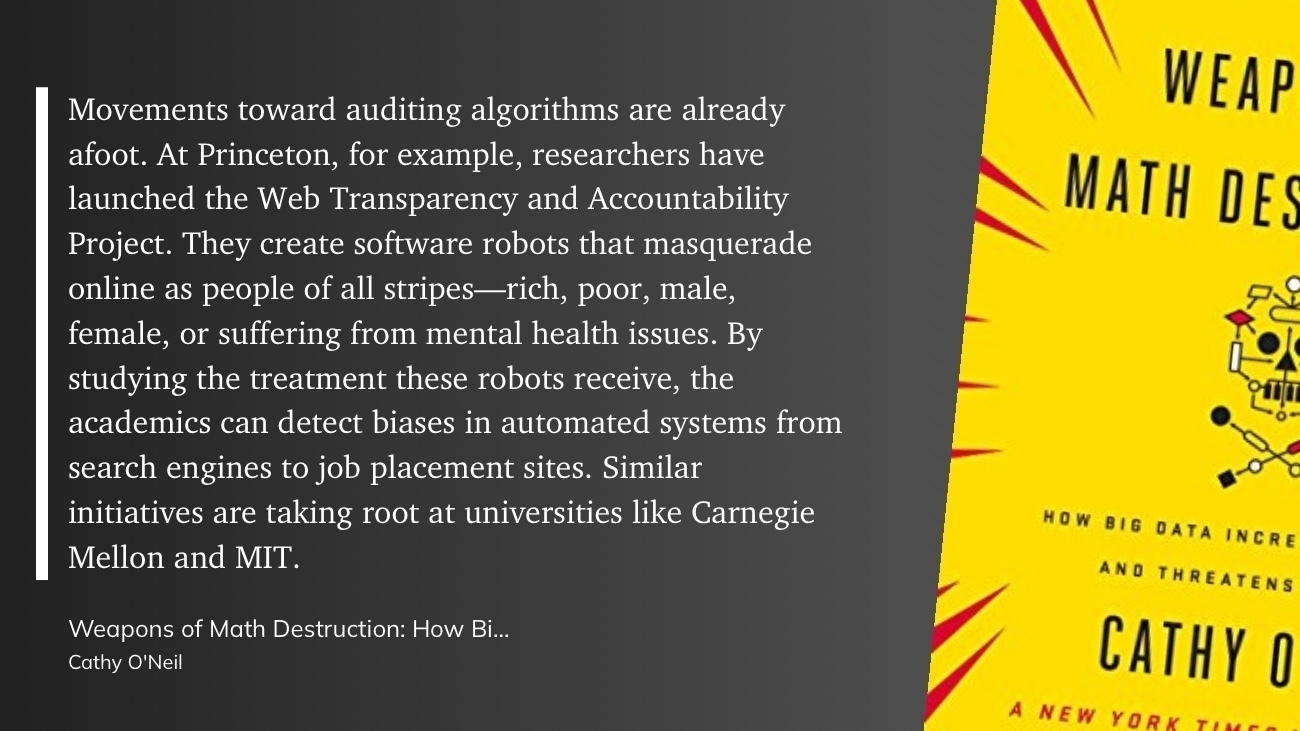 Movements toward auditing algorithms are already
afoot. At Princeton, for example, researchers have
launched the Web Transparency and Accountability
Project. They create software robots that masquerade
online as people of all stripes—rich, poor, male,
female, or suffering from mental health issues. By
studying the treatment these robots receive, the
academics can detect biases in automated systems from
search engines to job placement sites. Similar
initiatives are taking root at universities like Carnegie
Mellon and MIT.
Weapons of Math Destruction: How Bi...
Cathy O'Neil
WEAP
MATH DES
HOW BIG DATA INCRE
AND THREATENS
CATHY O
A NEW YORK TIMES